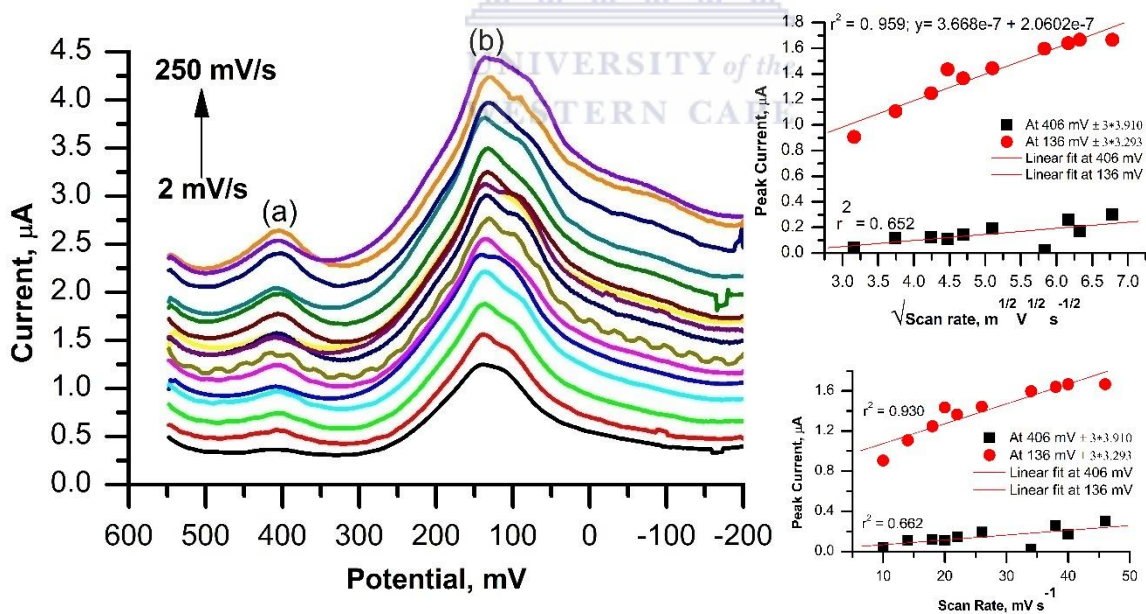 UNIVERSITY of the
WESTERN CAPE
4.5
4.0
3.5
3.0
2.5
2.0
1.5
1.0
0.5
0.0
Current, μA
250 mV/s
2 mV/s
(a)
(b)
600 500 400 300 200 100 0 -100 -200
Potential, mV
1.8
1.6
1.4
1.2
1.0
0.8
0.6
0.4
0.2
0.0
Peak Current, μA
r² = 0.959; y= 3.668e-7 + 2.0602e-7
At 406 mV ± 3*3.910
At 136 mV ± 3*3.293
Linear fit at 406 mV
Linear fit at 136 mV
r² = 0.652
3.0 3.5 4.0 4.5 5.0 5.5 6.0 6.5 7.0
√Scan rate, m^1/2 V^1/2 s^-1/2
1.6
1.2
0.8
0.4
0.0
Peak Current, μA
r² = 0.930
At 406 mV ± 3*3.910
At 136 mV ± 3*3.293
Linear fit at 406 mV
Linear fit at 136 mV
r² = 0.662
10 20 30 40 50
Scan Rate, mV s^-1